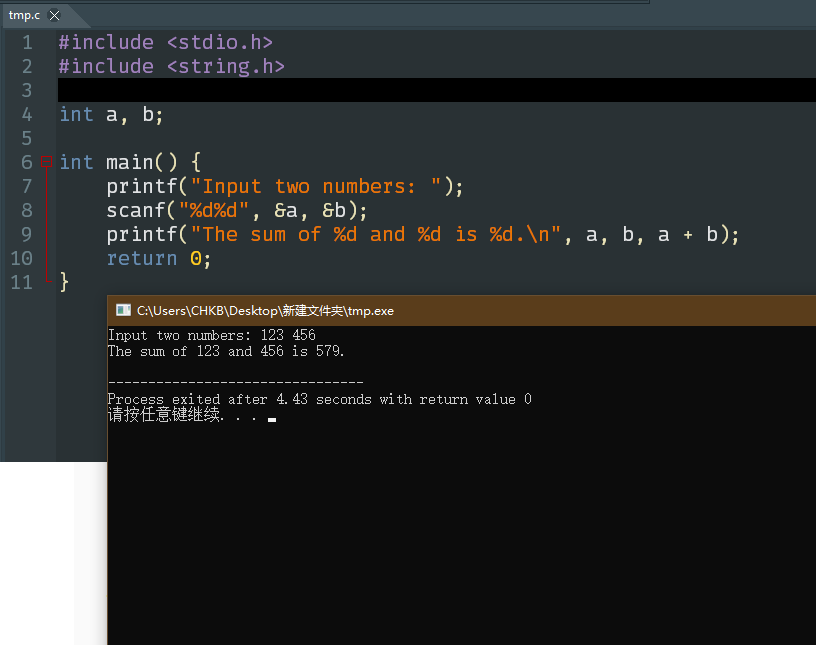 tmp.c
1 #include <stdio.h>
2 #include <string.h>
3
4 int a, b;
5
6 int main() {
7     printf("Input two numbers: ");
8     scanf("%d%d", &a, &b);
9     printf("The sum of %d and %d is %d.\n", a, b, a + b);
10     return 0;
11 }
C:\Users\CHKB\Desktop\新建文件夹\tmp.exe
Input two numbers: 123 456
The sum of 123 and 456 is 579.
--------------------------------
Process exited after 4.43 seconds with return value 0
请按任意键继续. . .